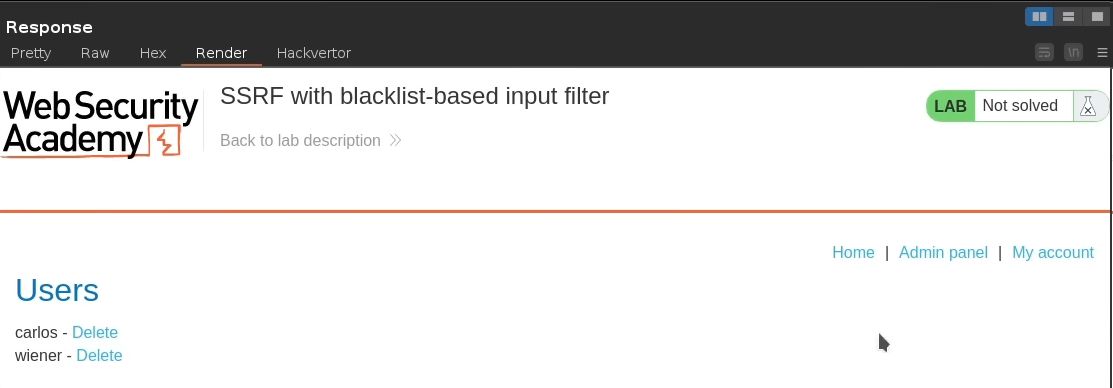 Response
Pretty Raw Hex Render Hackvertor
\n
Web Security
Academy
SSRF with blacklist-based input filter
Back to lab description
LAB Not solved
Home | Admin panel | My account
Users
carlos - Delete
wiener - Delete